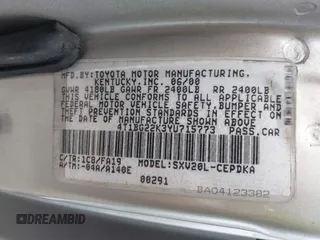 MFD.BY:TOYOTA MOTOR MANUFACTURING,
KENTUCKY,INC. 06/00
GVWR 4180LB GAWR FR 2400LB RR 2400LB
THIS VEHICLE CONFORMS TO ALL APPLICABLE
FEDERAL MOTOR VEHICLE SAFETY,BUMPER AND
THEFT PREVENTION STANDARDS IN EFFECT ON
THE DATE OF MANUFACTURE SHOWN ABOVE.
4T1BG22K3YU715773 PASS.CAR
C/TR:1C8/FA19 MODEL:SXV20L-CEPDKA
A/TM:-04A/A140E
00291
BA04123382
DREAMBID